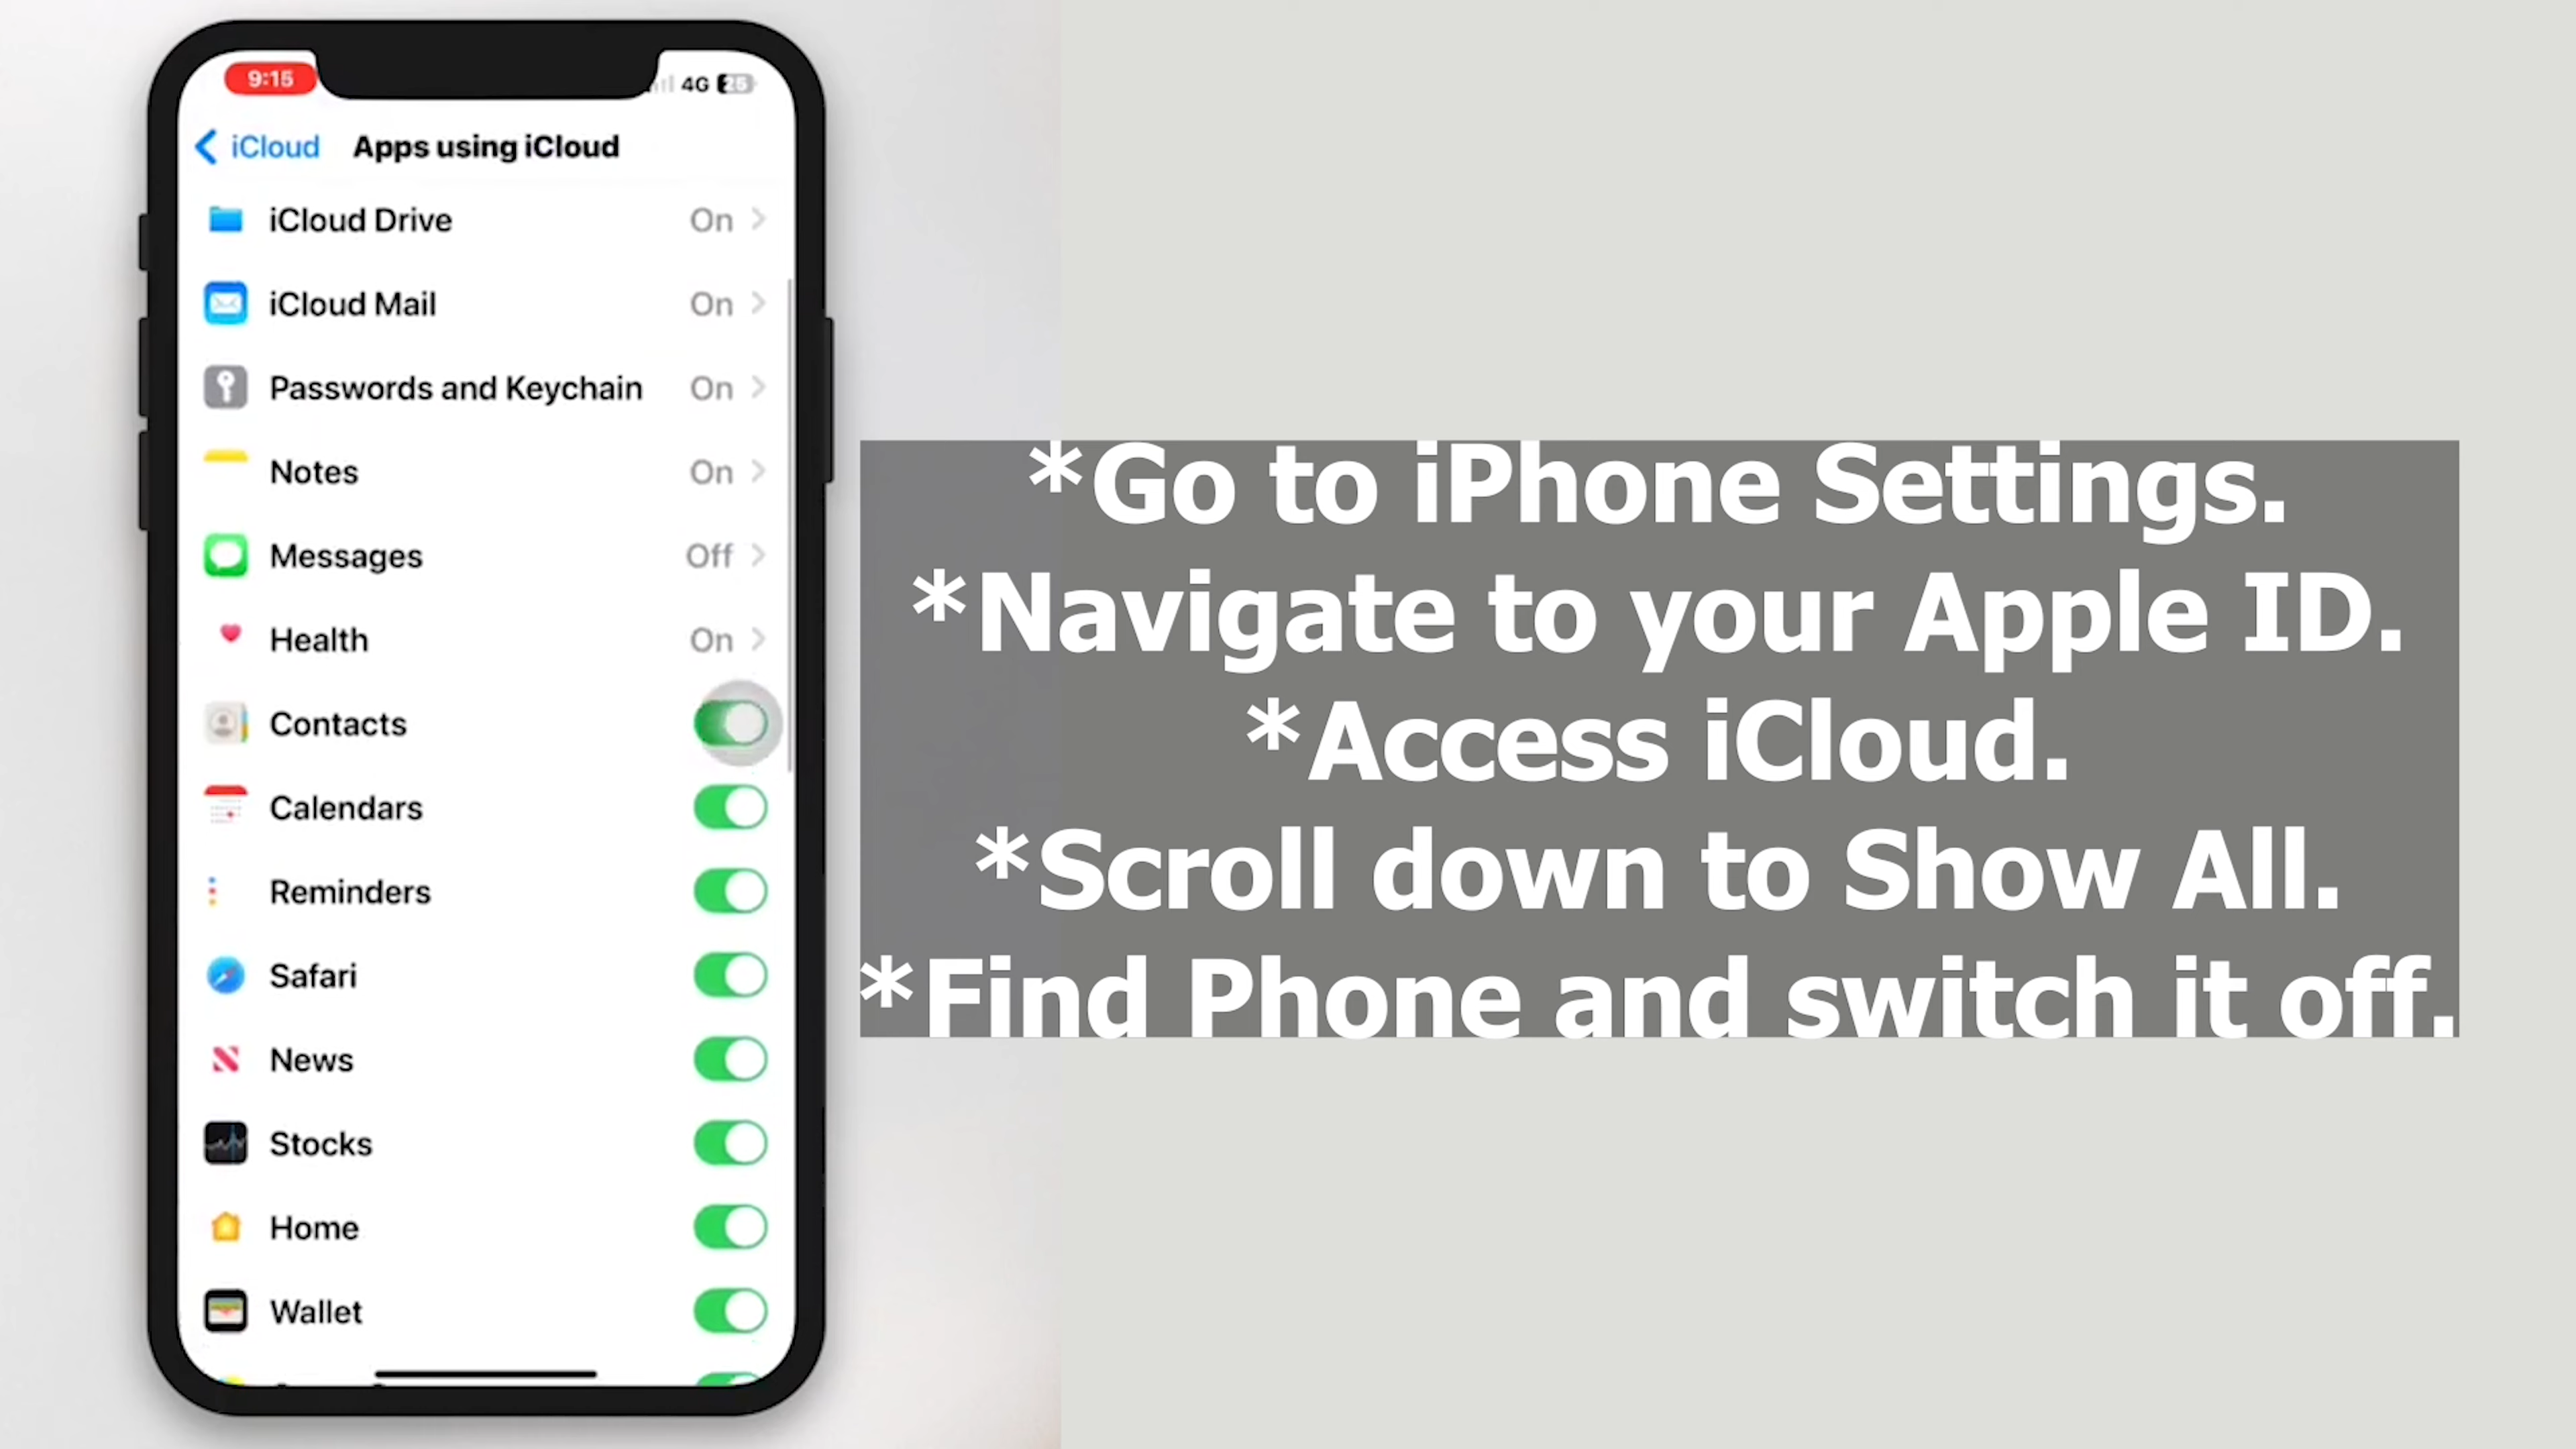 9:15 4G 25
iCloud Apps using iCloud
iCloud Drive On
iCloud Mail On
Passwords and Keychain On
Notes On
Messages Off
Health On
Contacts
Calendars
Reminders
Safari
News
Stocks
Home
Wallet
*Go to iPhone Settings.
*Navigate to your Apple ID.
*Access iCloud.
*Scroll down to Show All.
*Find Phone and switch it off.